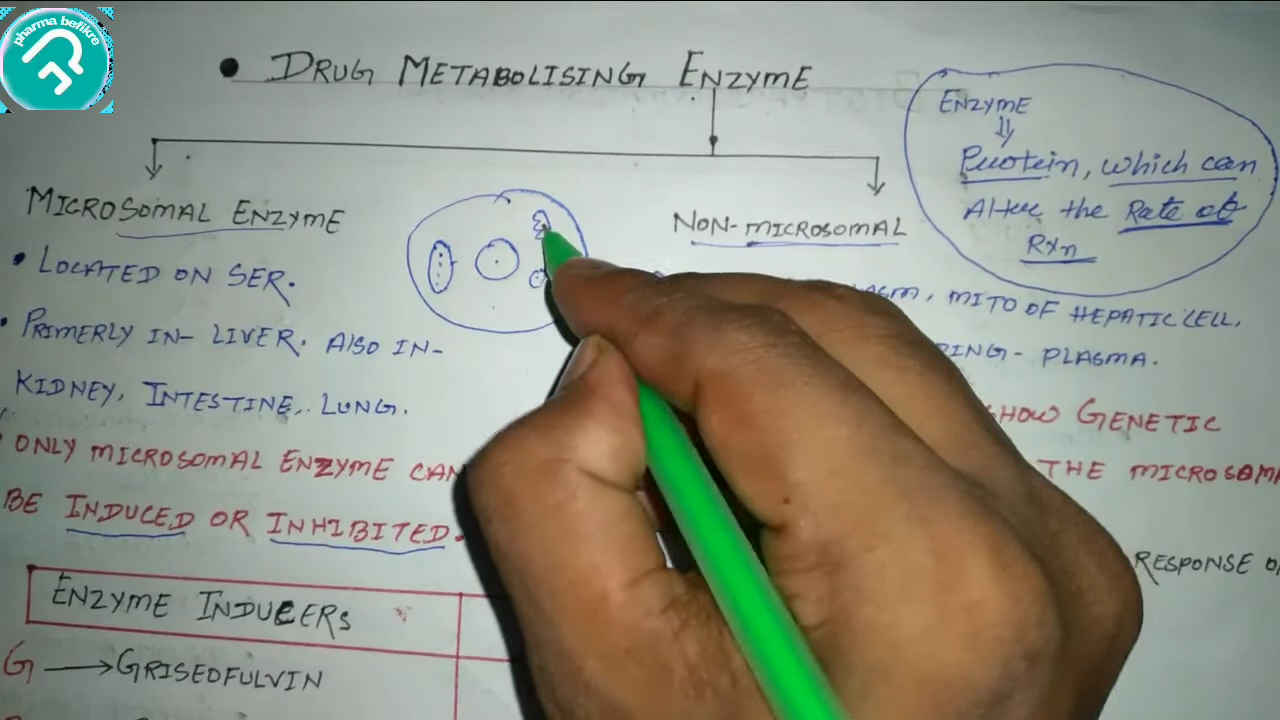 pharma befikre
• DRUG METABOLISING ENZYME
ENZYME
⇓
Protein, which can
Alter the Rate of
Rxn
MICROSOMAL ENZYME
• LOCATED ON SER.
• PRIMERLY IN- LIVER. ALSO IN-
KIDNEY, INTESTINE, LUNG.
ONLY MICROSOMAL ENZYME CAN
BE INDUCED OR INHIBITED.
NON-MICROSOMAL
MITO OF HEPATIC CELL,
PLASMA.
SHOW GENETIC
THE MICROSOMA
RESPONSE
ENZYME INDUCERS
G → GRISEOFULVIN